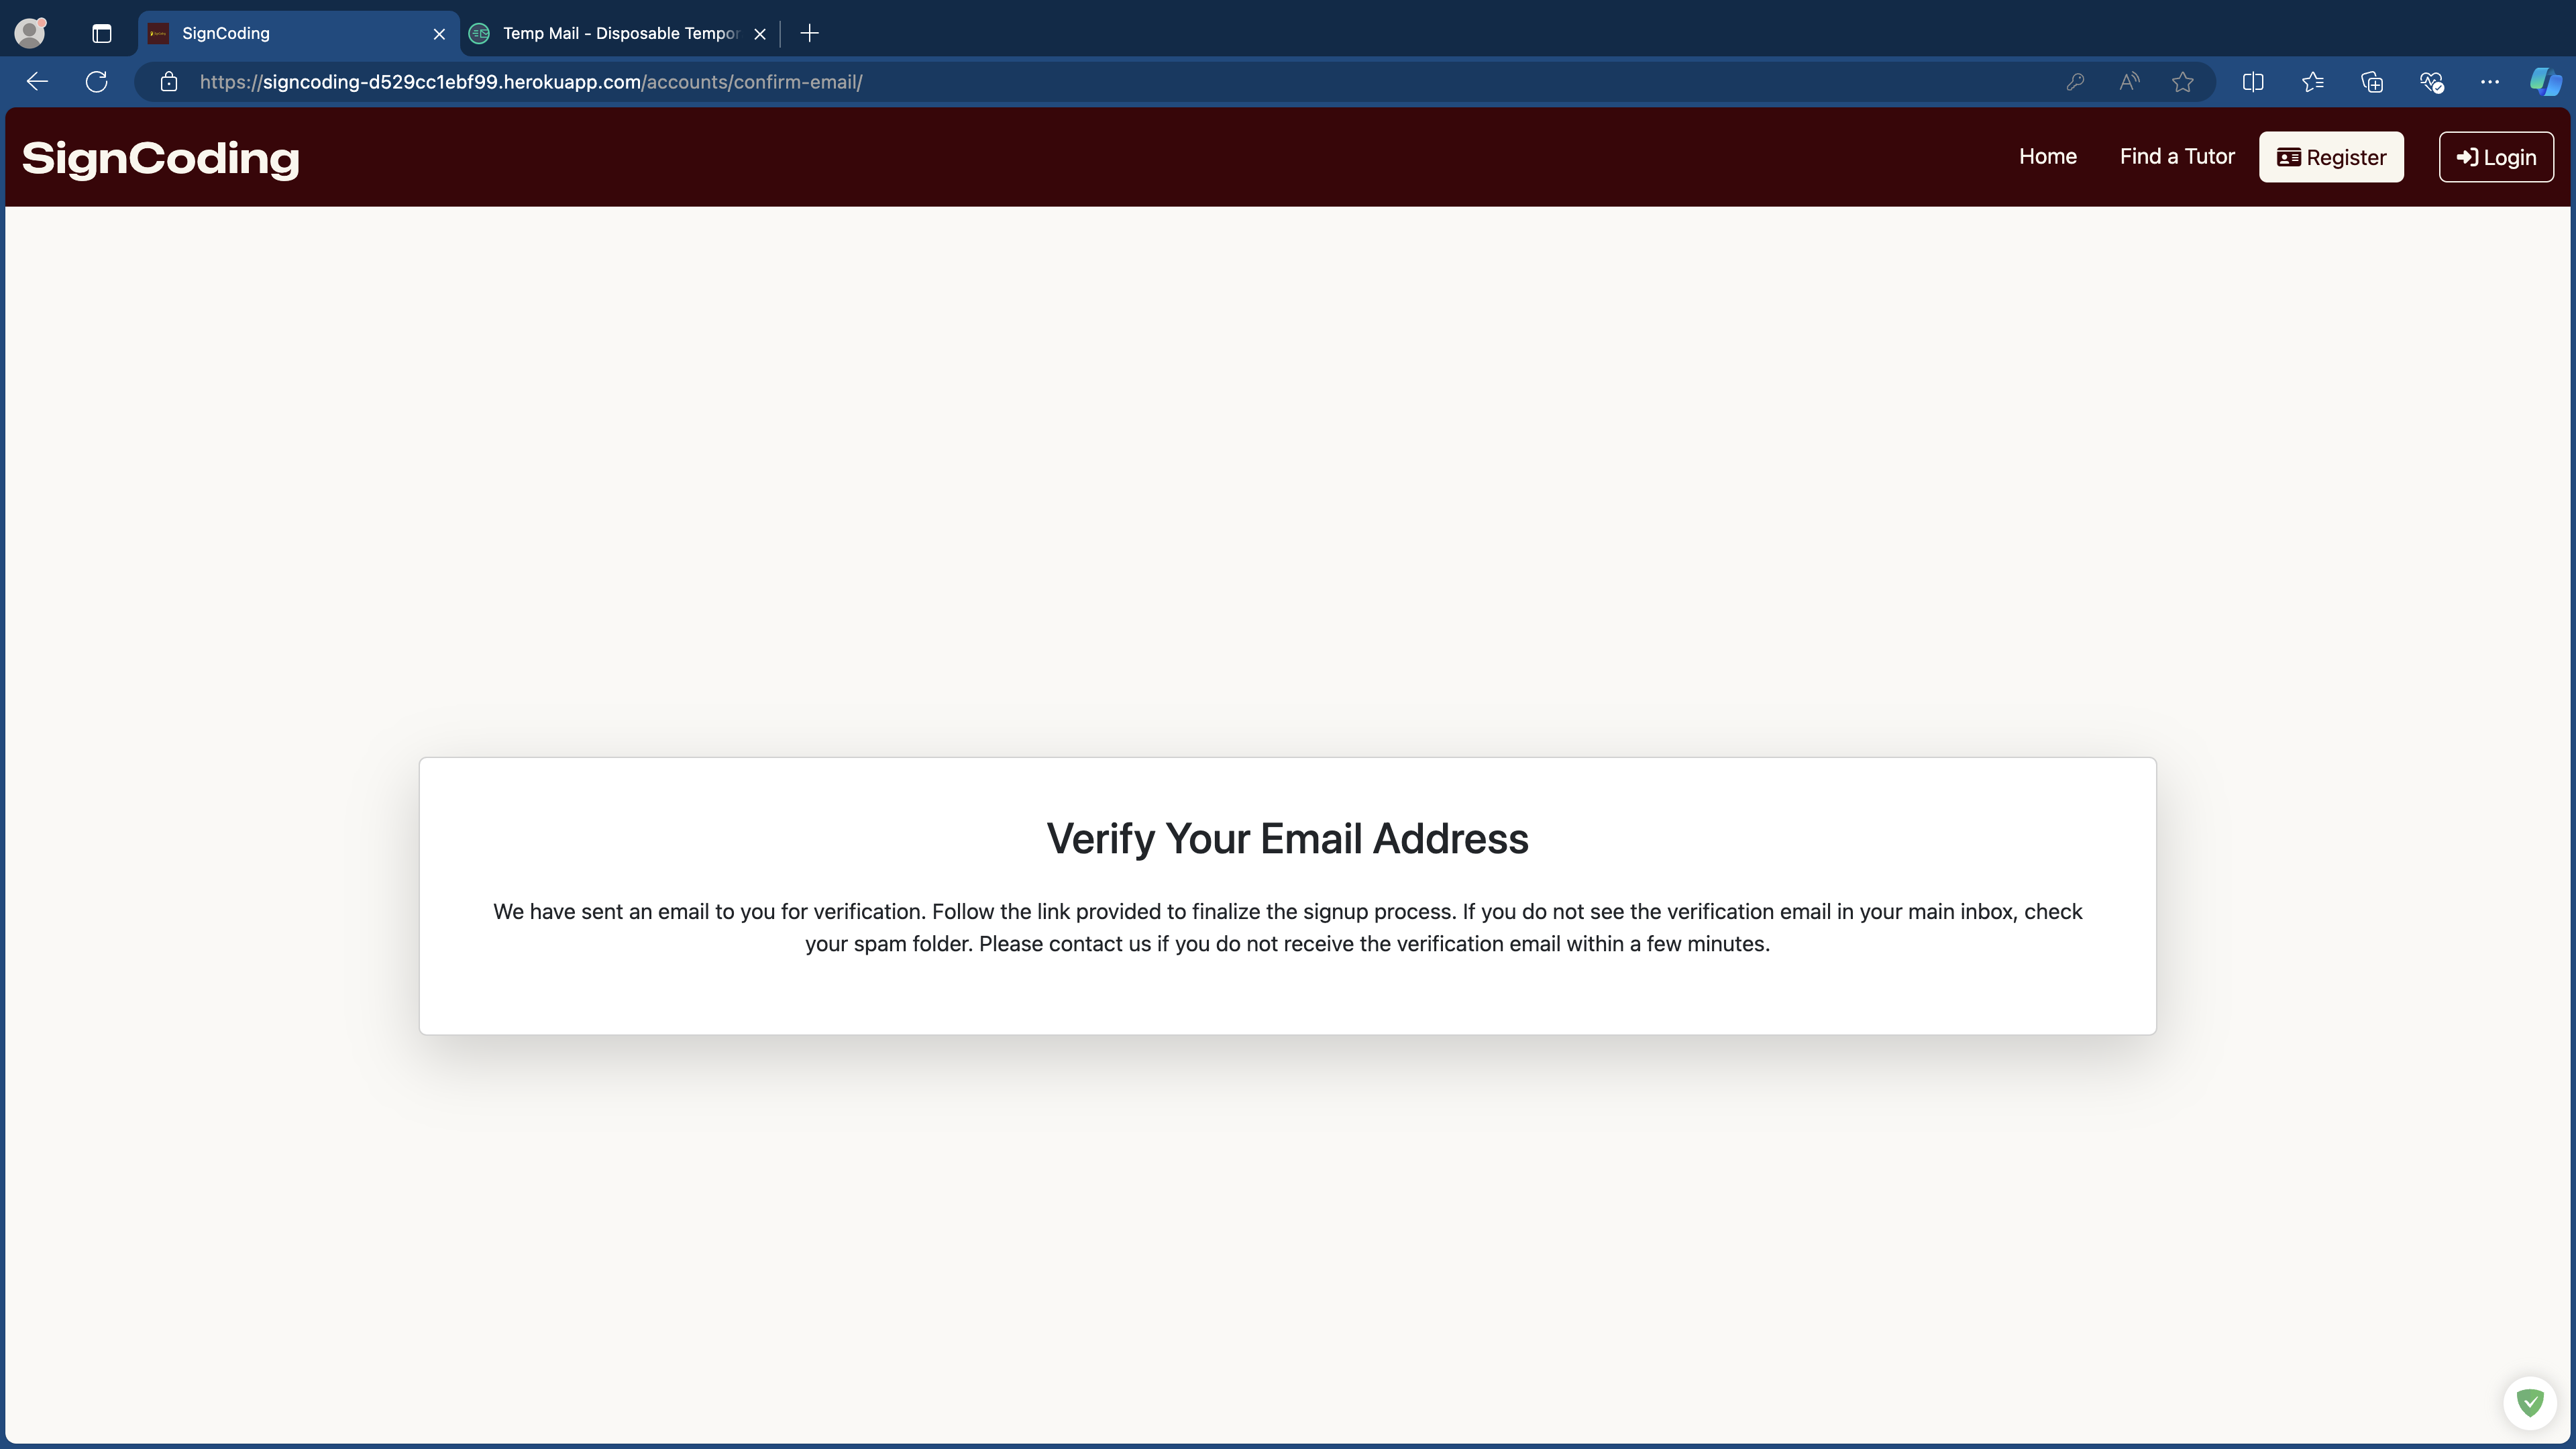 SignCoding
Temp Mail - Disposable Tempor
https://signcoding-d529cc1ebf99.herokuapp.com/accounts/confirm-email/
SignCoding
Home
Find a Tutor
Register
Login
Verify Your Email Address
We have sent an email to you for verification. Follow the link provided to finalize the signup process. If you do not see the verification email in your main inbox, check
your spam folder. Please contact us if you do not receive the verification email within a few minutes.